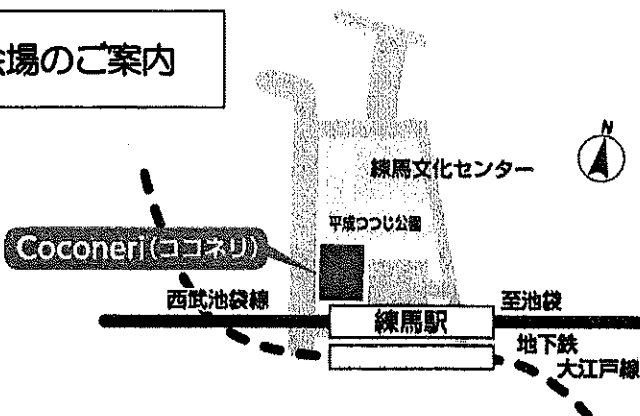 会場のご案内
N
練馬文化センター
平成つつじ公園
Coconeri(ココネリ)
西武池袋線
至池袋
練馬駅
地下鉄
大江戸線